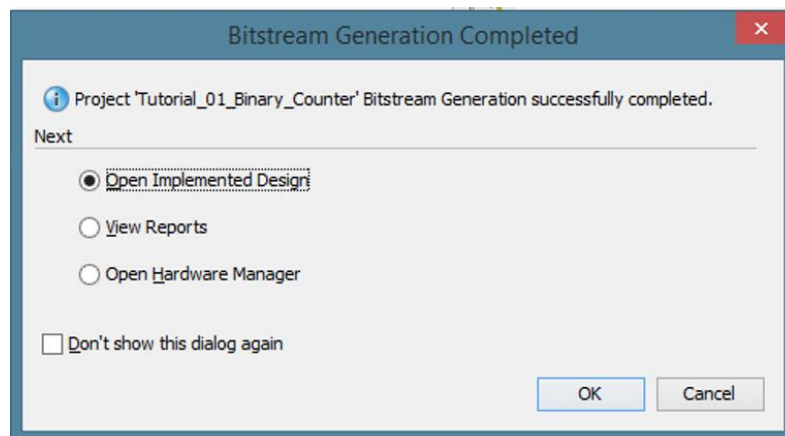 Bitstream Generation Completed
Project 'Tutorial_01_Binary_Counter' Bitstream Generation successfully completed.
Next
Open Implemented Design
View Reports
Open Hardware Manager
Don't show this dialog again
OK
Cancel